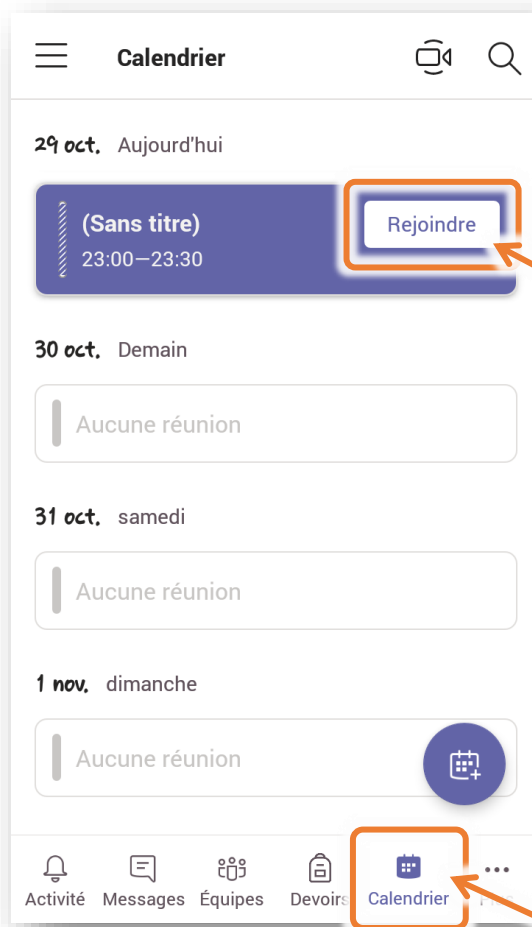 Calendrier
29 oct. Aujourd'hui
(Sans titre)
Rejoindre
23:00—23:30
30 oct. Demain
Aucune réunion
31 oct. samedi
Aucune réunion
1 nov. dimanche
Aucune réunion
Activité Messages Équipes Devoirs Calendrier